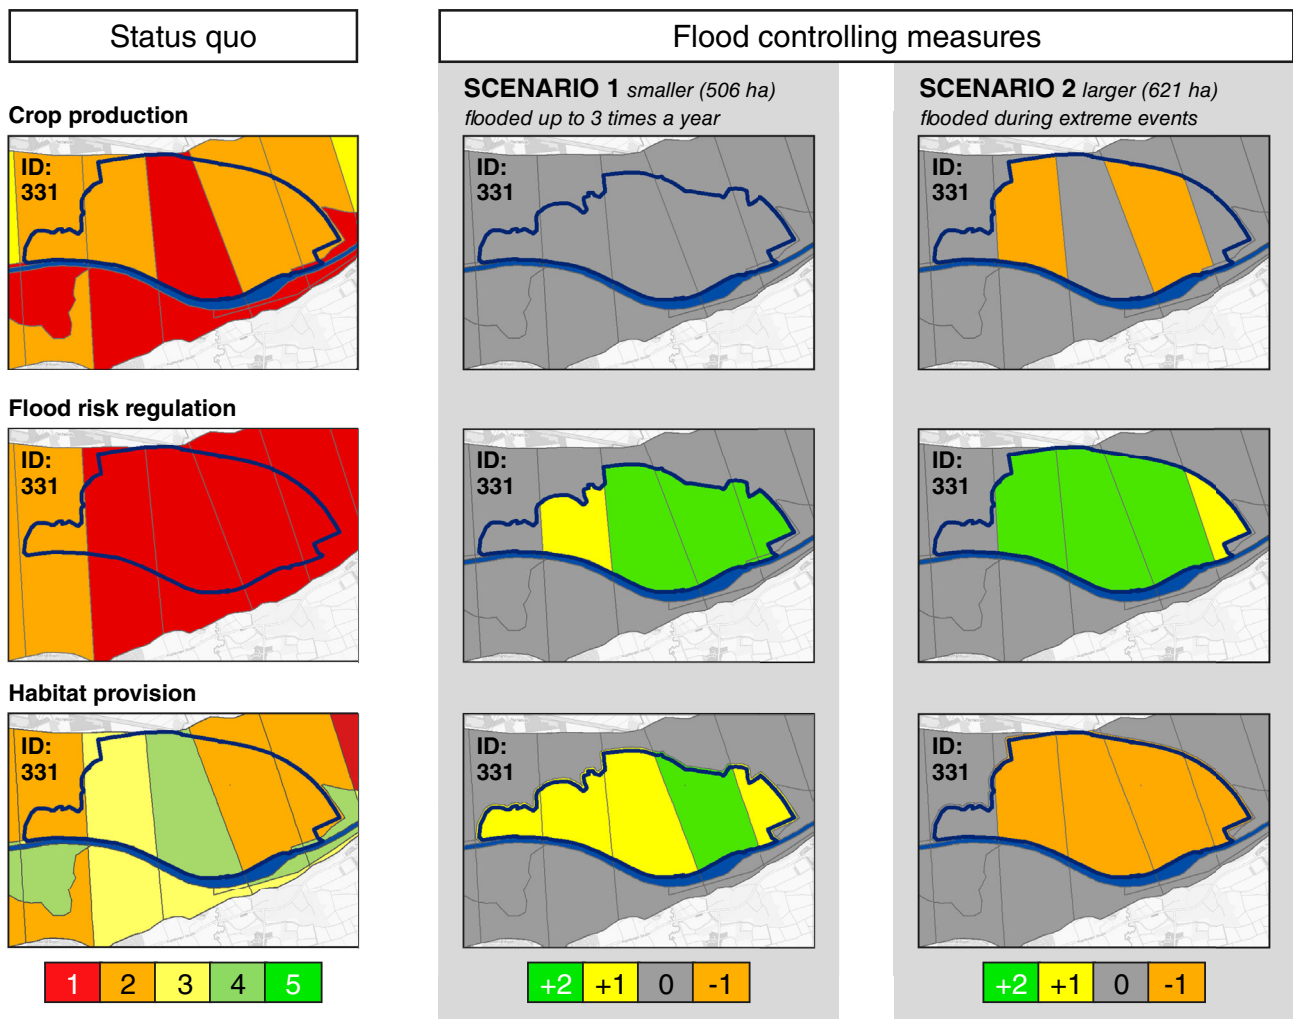 Status quo
Flood controlling measures
SCENARIO 1 smaller (506 ha)
flooded up to 3 times a year
SCENARIO 2 larger (621 ha)
flooded during extreme events
Crop production
ID:
331
ID:
331
ID:
331
Flood risk regulation
ID:
331
ID:
331
ID:
331
Habitat provision
ID:
331
ID:
331
ID:
331
1 2 3 4 5
+2 +1 0 -1
+2 +1 0 -1